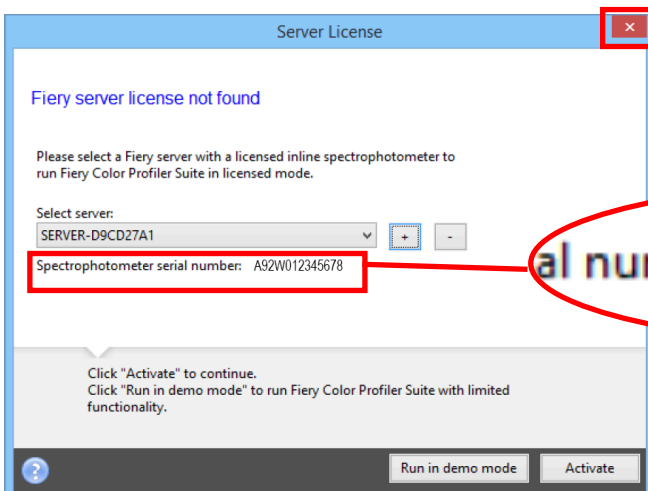 Server License
Fiery server license not found
Please select a Fiery server with a licensed inline spectrophotometer to
run Fiery Color Profiler Suite in licensed mode.
Select server:
SERVER-D9CD27A1
+ -
Spectrophotometer serial number: A92W012345678
al nu
Click "Activate" to continue.
Click "Run in demo mode" to run Fiery Color Profiler Suite with limited
functionality.
? Run in demo mode Activate